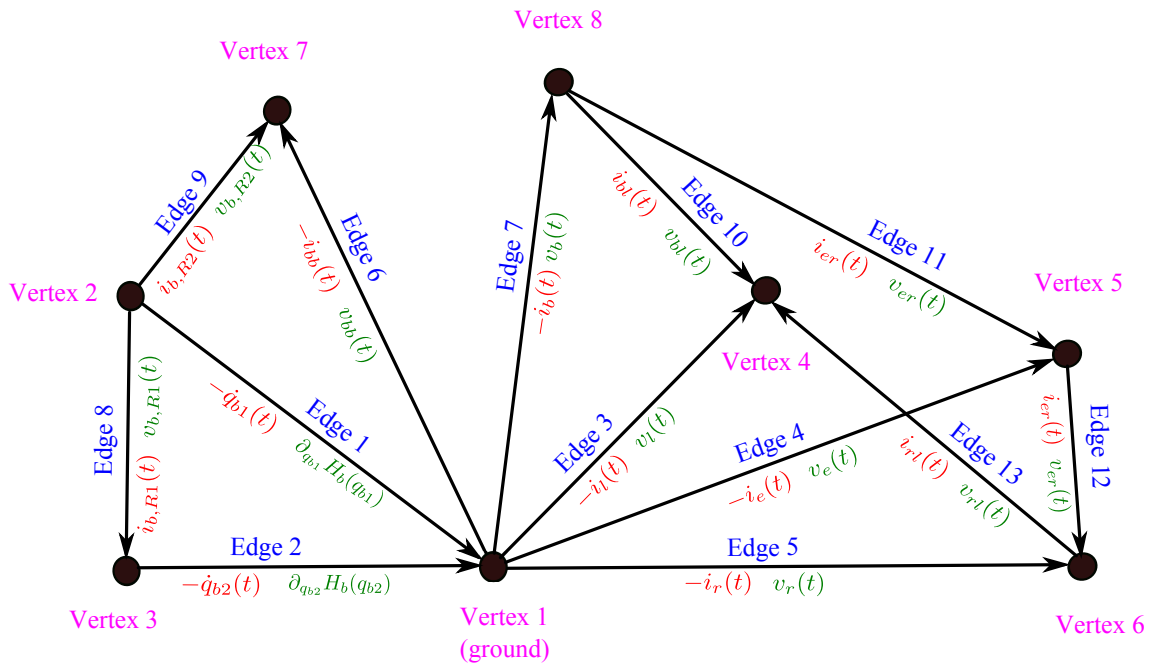 Vertex 8
Vertex 7
Edge 9
v_{b,R2}(t)
i_{b,R2}(t)
Edge 6
-i_{bb}(t)
v_{bb}(t)
Edge 7
-i_b(t) v_b(t)
i_{bl}(t)
Edge 10
v_{bl}(t)
Edge 11
i_{er}(t)
v_{er}(t)
Vertex 2
Vertex 5
Vertex 4
Edge 8
i_{b,R1}(t) v_{b,R1}(t)
-\dot{q}_{b1}(t)
Edge 1
∂_{q_{b1}}H_b(q_{b1})
Edge 3
-i_l(t) v_l(t)
Edge 4
-i_e(t) v_e(t)
i_{rl}(t)
Edge 13
v_{rl}(t)
Edge 12
i_{er}(t) v_{er}(t)
Edge 2
-\dot{q}_{b2}(t) ∂_{q_{b2}}H_b(q_{b2})
Edge 5
-i_r(t) v_r(t)
Vertex 3
Vertex 1
(ground)
Vertex 6